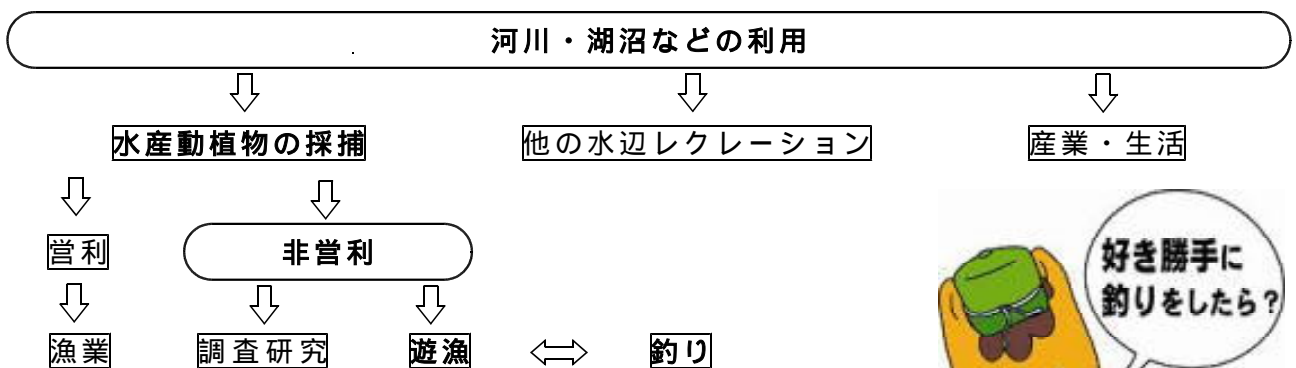 河川・湖沼などの利用
水産動植物の採捕
他の水辺レクレーション
産業・生活
営利
非営利
好き勝手に
釣りをしたら？
漁業
調査研究
遊漁
釣り